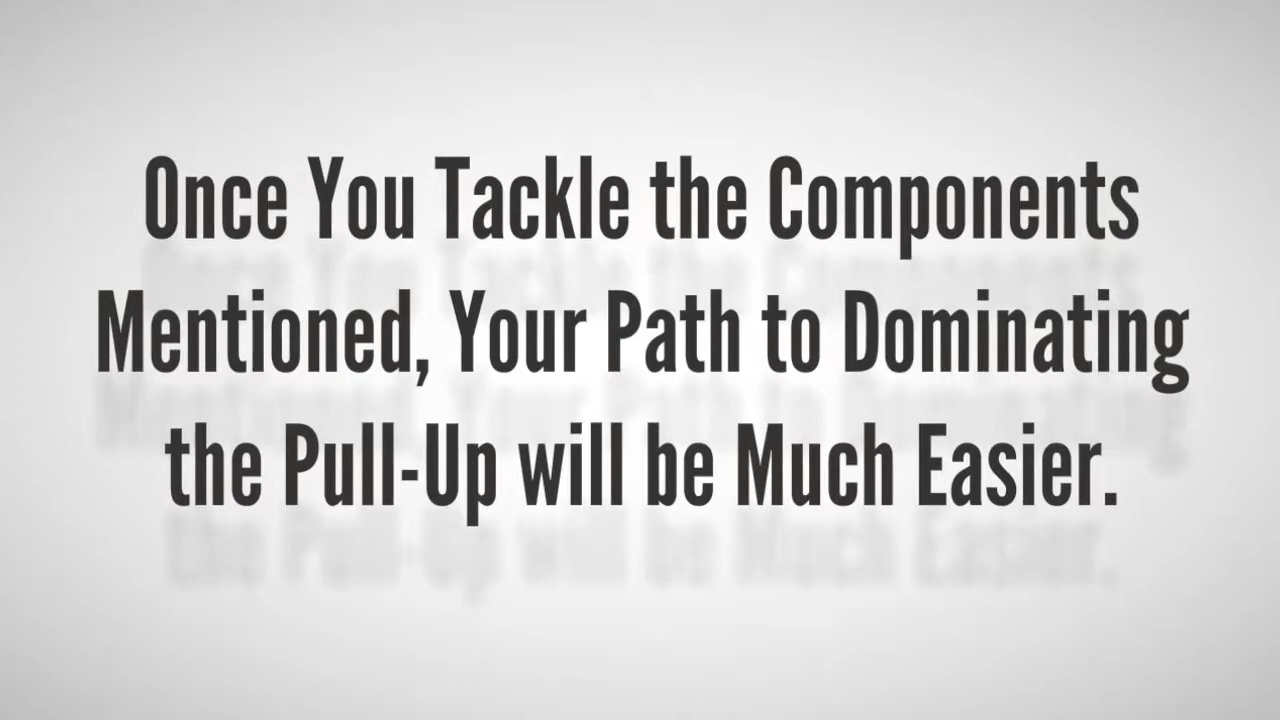 Once You Tackle the Components
Mentioned, Your Path to Dominating
the Pull-Up will be Much Easier.